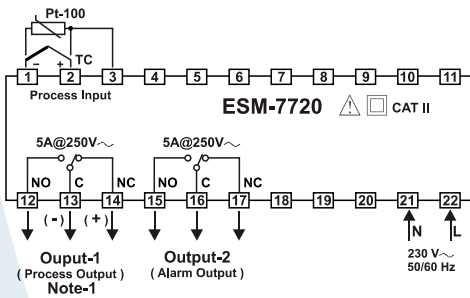 Pt-100
− + TC
1 2 3 4 5 6 7 8 9 10 11
Process Input
ESM-7720 CAT II
5A@250V～ 5A@250V～
NO C NC NO C NC
12 13 14 15 16 17 18 19 20 21 22
(-) (+) N L
Ouput-1
( Process Output )
Note-1
Output-2
( Alarm Output )
230 V～
50/60 Hz